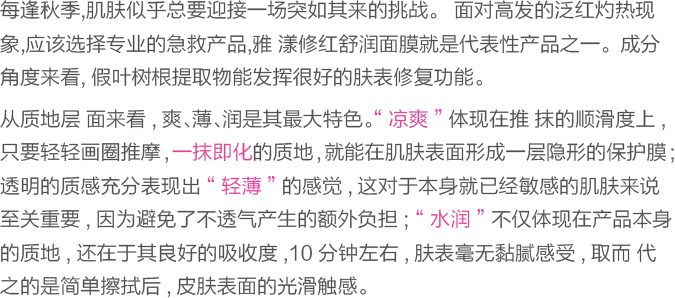 每逢秋季,肌肤似乎总要迎接一场突如其来的挑战。 面对高发的泛红灼热现
象,应该选择专业的急救产品,雅 漾修红舒润面膜就是代表性产品之一。成分
角度来看, 假叶树根提取物能发挥很好的肤表修复功能。
从质地层 面来看 , 爽、薄、润是其最大特色。“ 凉爽 ” 体现在推 抹的顺滑度上 ,
只要轻轻画圈推摩 , 一抹即化的质地 , 就能在肌肤表面形成一层隐形的保护膜 ;
透明的质感充分表现出 “ 轻薄 ” 的感觉 , 这对于本身就已经敏感的肌肤来说
至关重要 , 因为避免了不透气产生的额外负担 ; “ 水润 ” 不仅体现在产品本身
的质地 , 还在于其良好的吸收度 ,10 分钟左右 , 肤表毫无黏腻感受 , 取而 代
之的是简单擦拭后 , 皮肤表面的光滑触感。